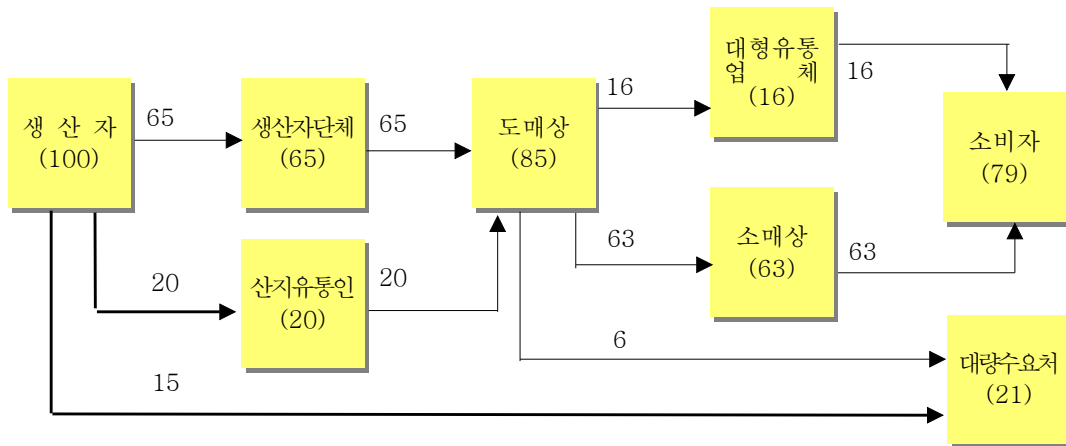 생 산 자
(100)
65
생산자단체
(65)
65
도매상
(85)
16
대형유통
업 체
(16)
16
소비자
(79)
63
소매상
(63)
63
20
산지유통인
(20)
20
6
대량수요처
(21)
15